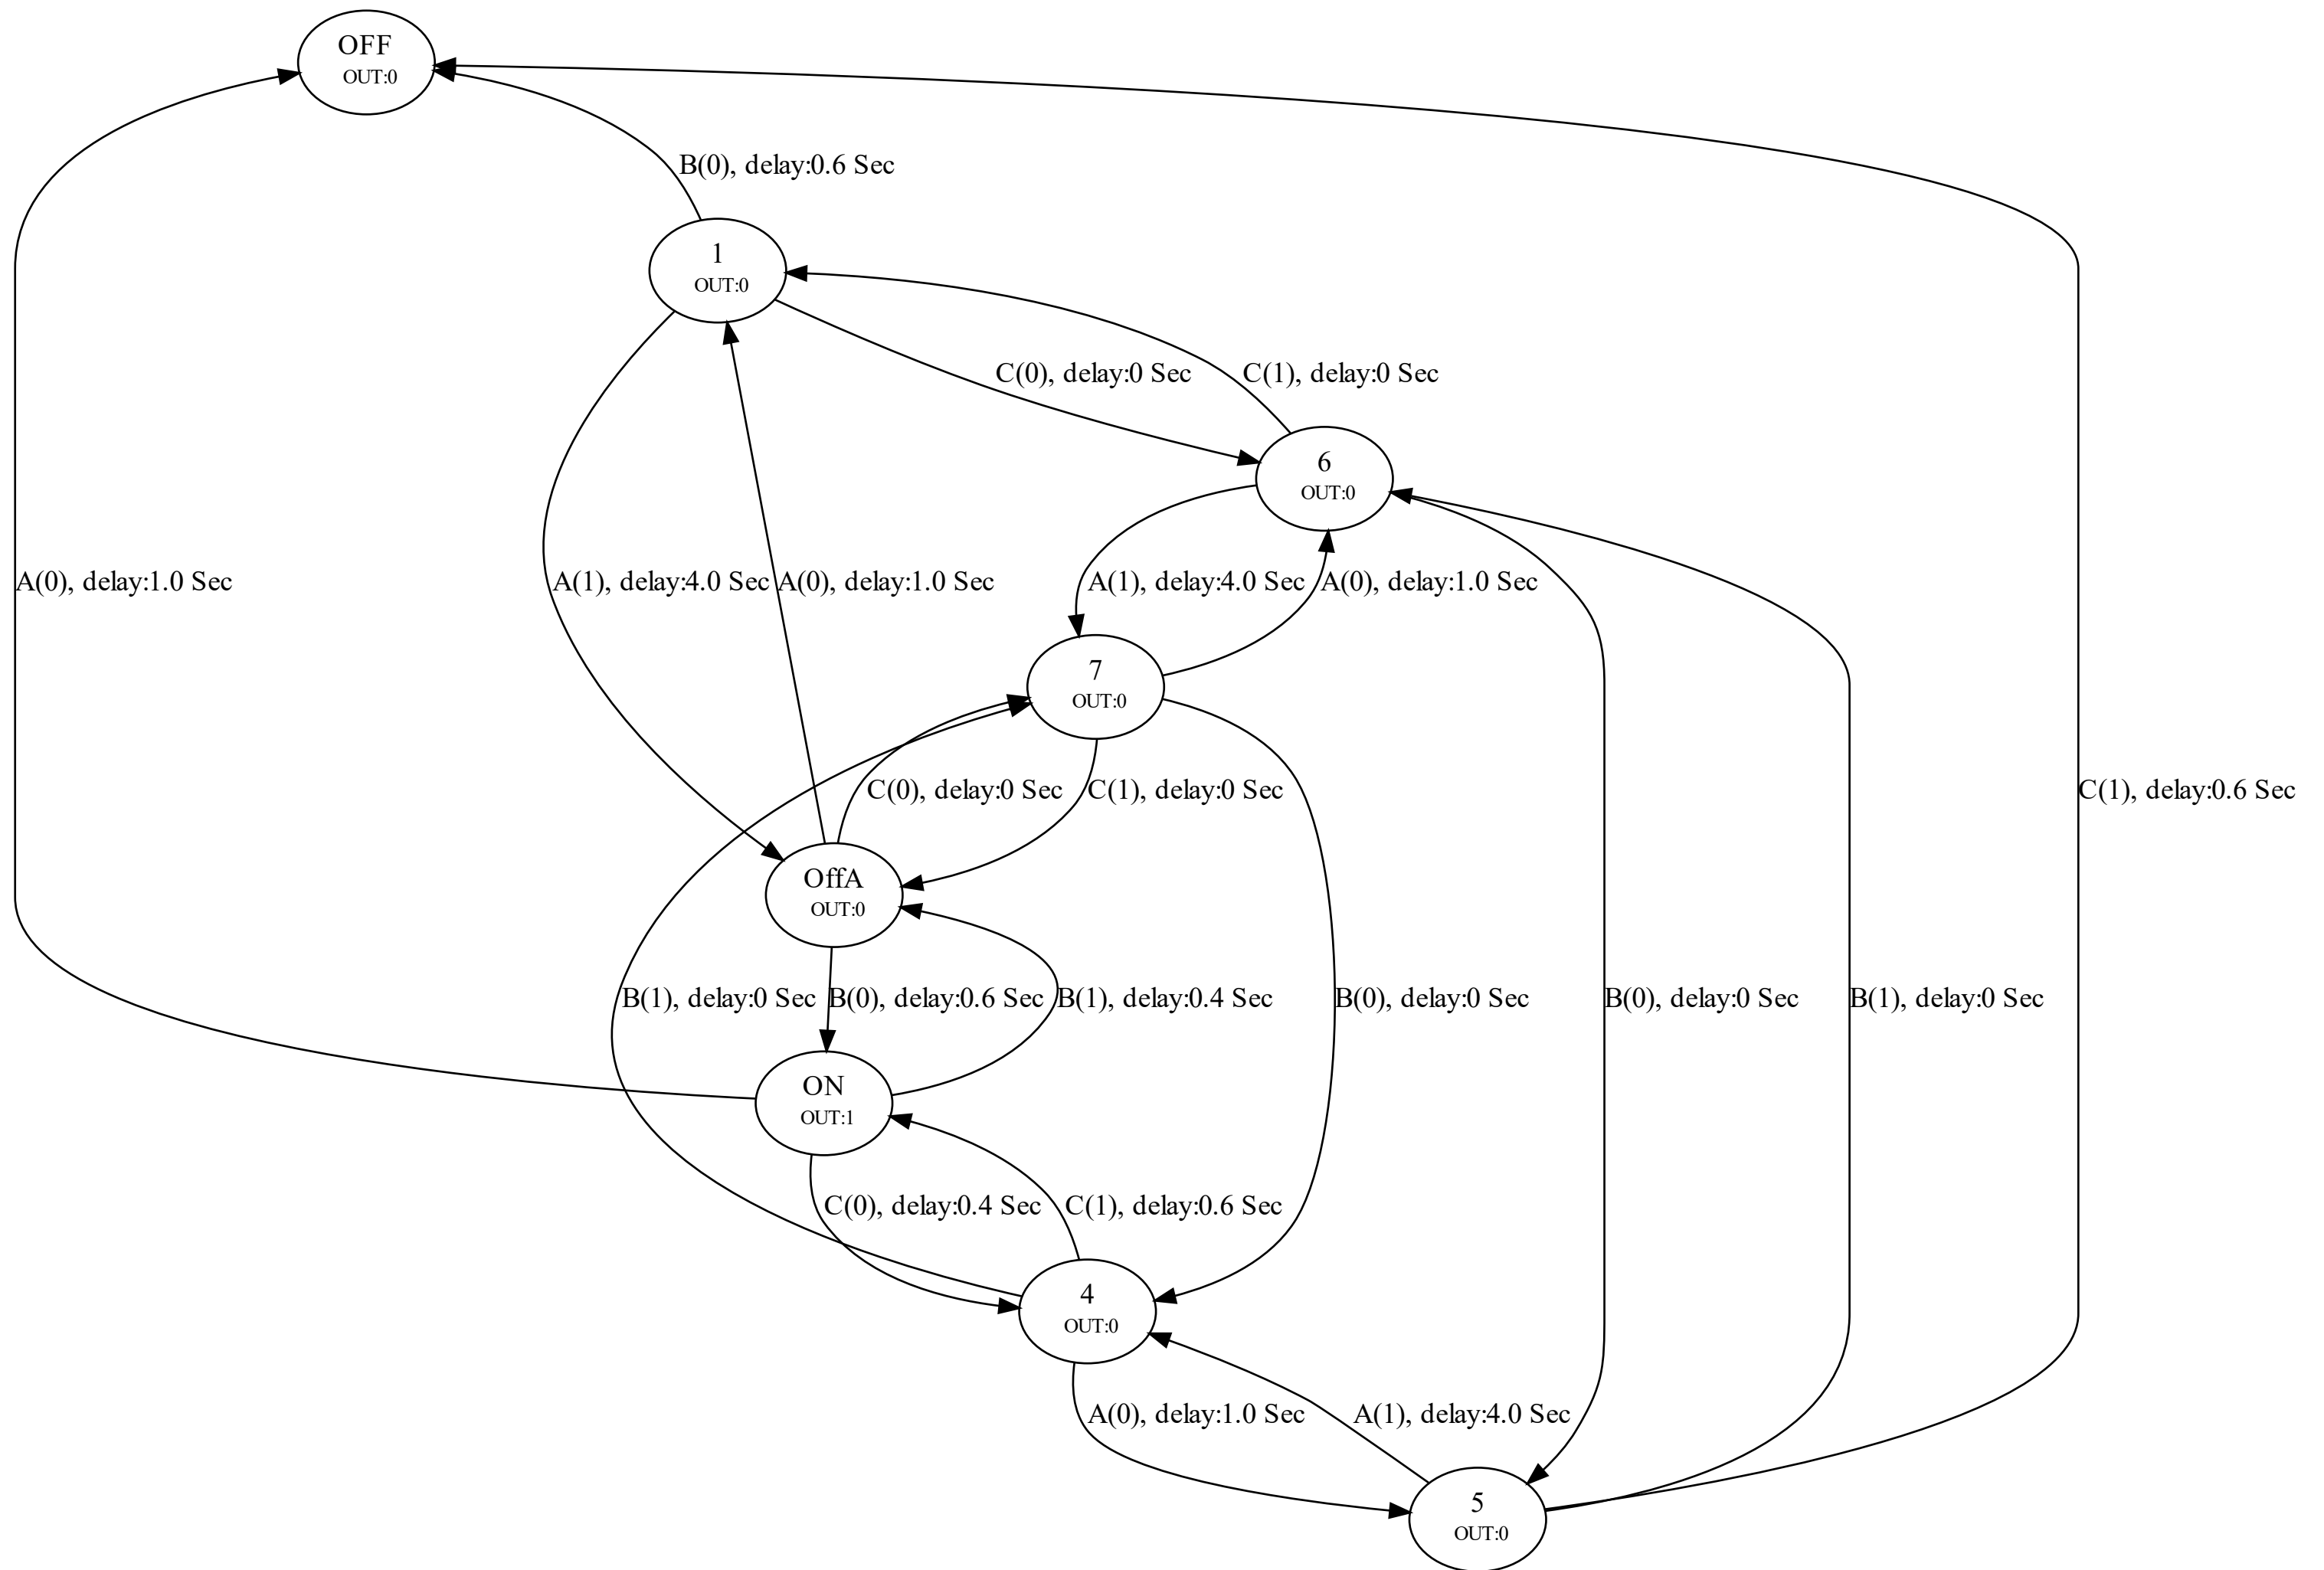 OFF
OUT:0
B(0), delay:0.6 Sec
1
OUT:0
C(0), delay:0 Sec
C(1), delay:0 Sec
6
OUT:0
A(0), delay:1.0 Sec
A(1), delay:4.0 Sec
A(0), delay:1.0 Sec
A(1), delay:4.0 Sec
A(0), delay:1.0 Sec
7
OUT:0
C(0), delay:0 Sec
C(1), delay:0 Sec
C(1), delay:0.6 Sec
OffA
OUT:0
B(1), delay:0 Sec
B(0), delay:0.6 Sec
B(1), delay:0.4 Sec
B(0), delay:0 Sec
B(0), delay:0 Sec
B(1), delay:0 Sec
ON
OUT:1
C(0), delay:0.4 Sec
C(1), delay:0.6 Sec
4
OUT:0
A(0), delay:1.0 Sec
A(1), delay:4.0 Sec
5
OUT:0